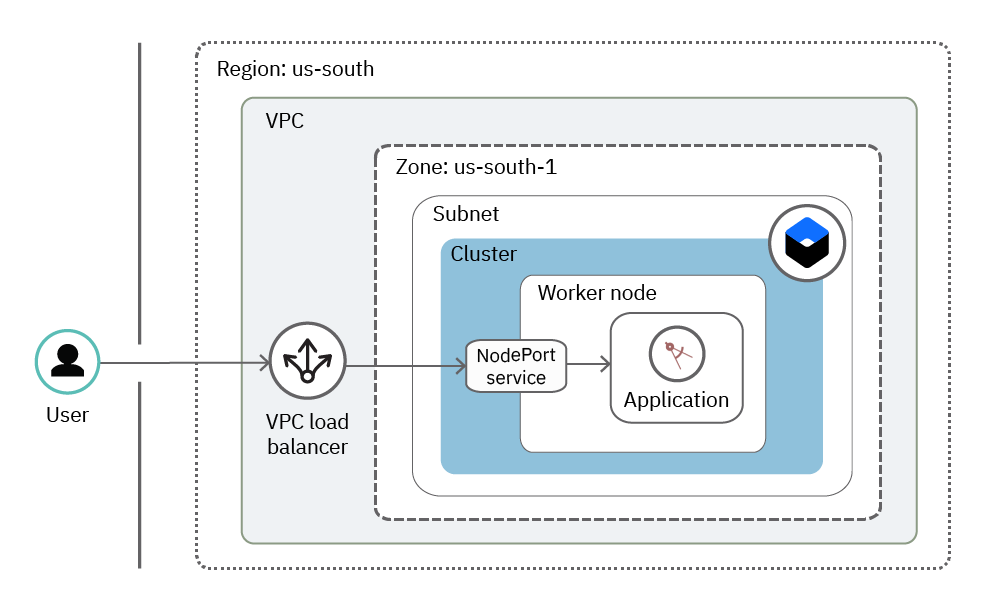 Region: us-south
VPC
Zone: us-south-1
Subnet
Cluster
Worker node
NodePort
service
Application
User
VPC load
balancer